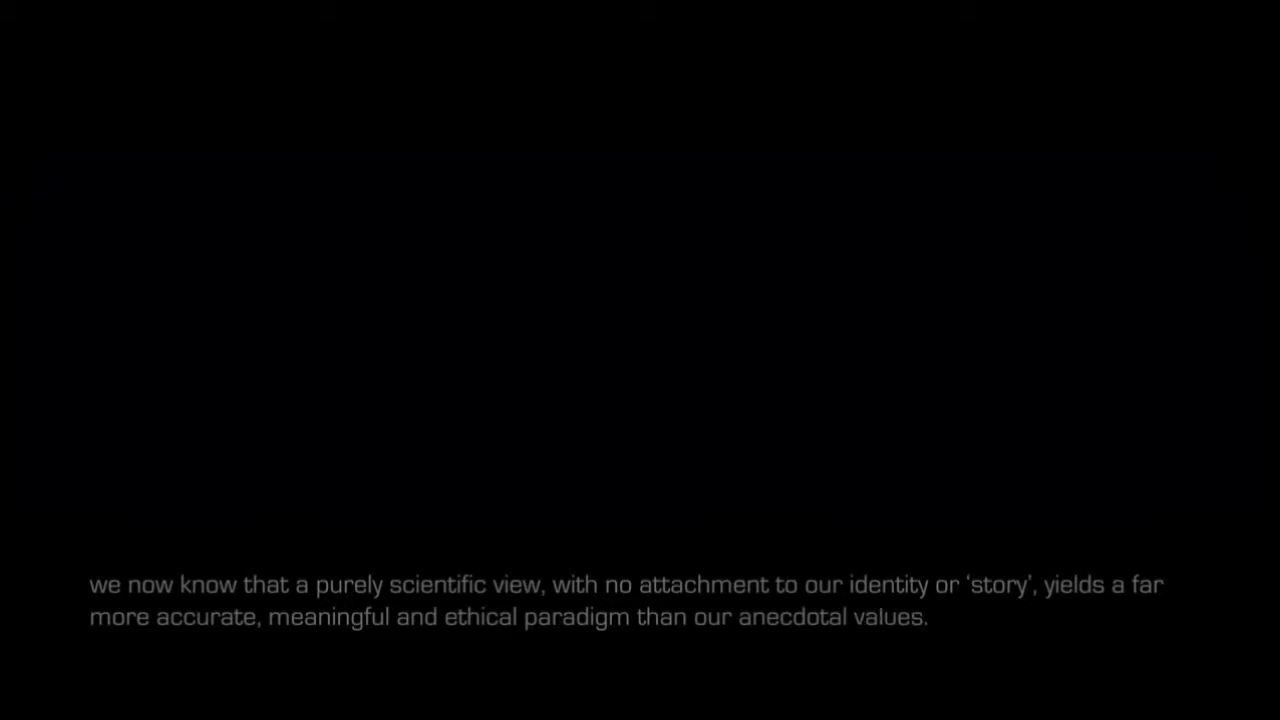 we now know that a purely scientific view, with no attachment to our identity or ‘story’, yields a far
more accurate, meaningful and ethical paradigm than our anecdotal values.